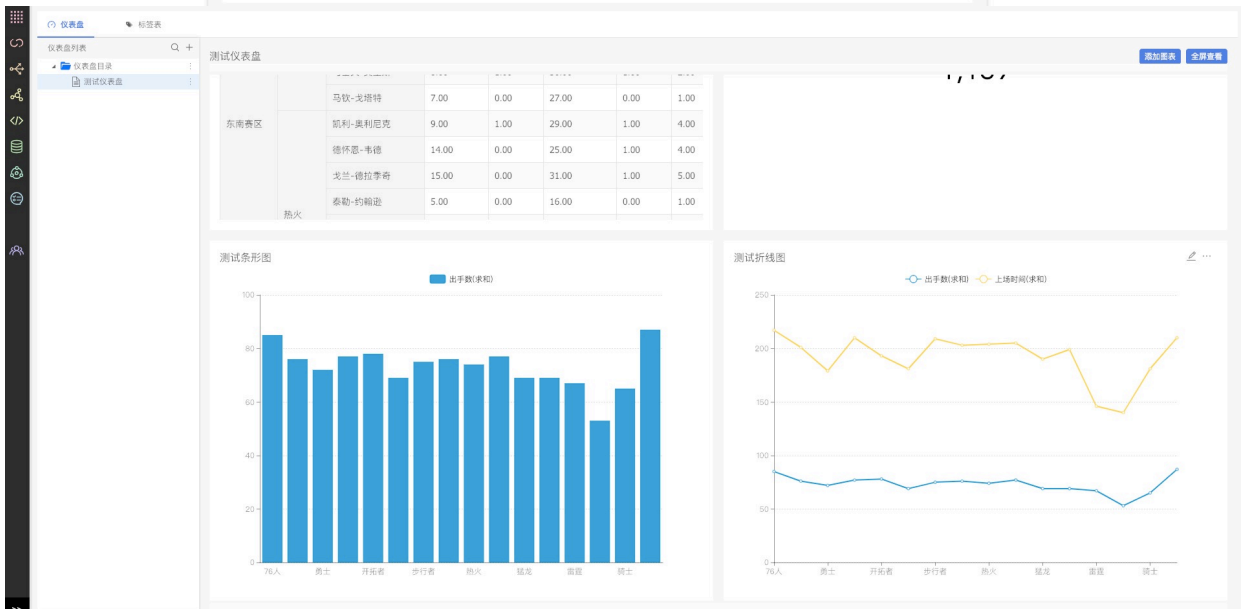 仪表盘
标签表
仪表盘列表
仪表盘目录
测试仪表盘
测试仪表盘
添加图表
全屏查看
马钦-戈塔特 7.00 0.00 27.00 0.00 1.00
东南赛区 凯利-奥利尼克 9.00 1.00 29.00 1.00 4.00
德怀恩-韦德 14.00 0.00 25.00 1.00 4.00
戈兰-德拉季奇 15.00 0.00 31.00 1.00 5.00
泰勒-约翰逊 5.00 0.00 16.00 0.00 1.00
热火
测试条形图
出手数(求和)
100
80
60
40
20
0
76人 勇士 开拓者 步行者 热火 猛龙 雷霆 骑士
测试折线图
出手数(求和) 上场时间(求和)
250
200
150
100
50
0
76人 勇士 开拓者 步行者 热火 猛龙 雷霆 骑士